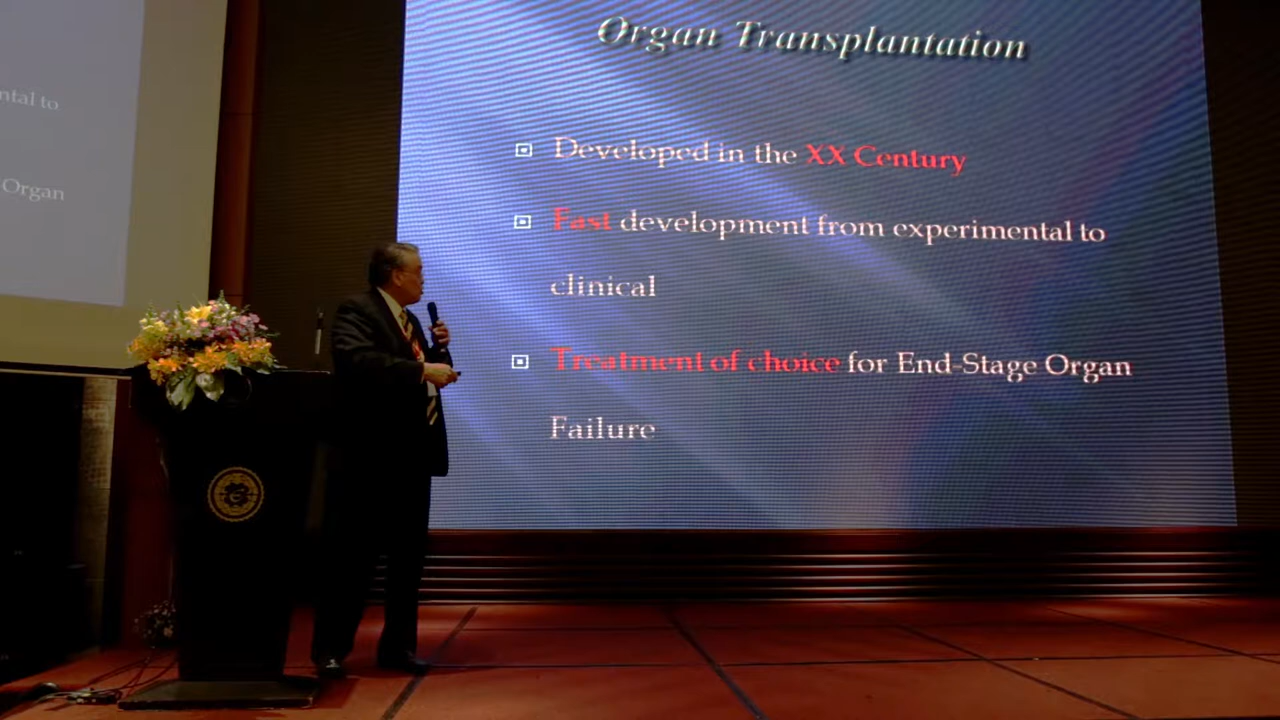 ntal to
Organ
Organ Transplantation
Developed in the XX Century
Fast development from experimental to
clinical
Treatment of choice for End-Stage Organ
Failure